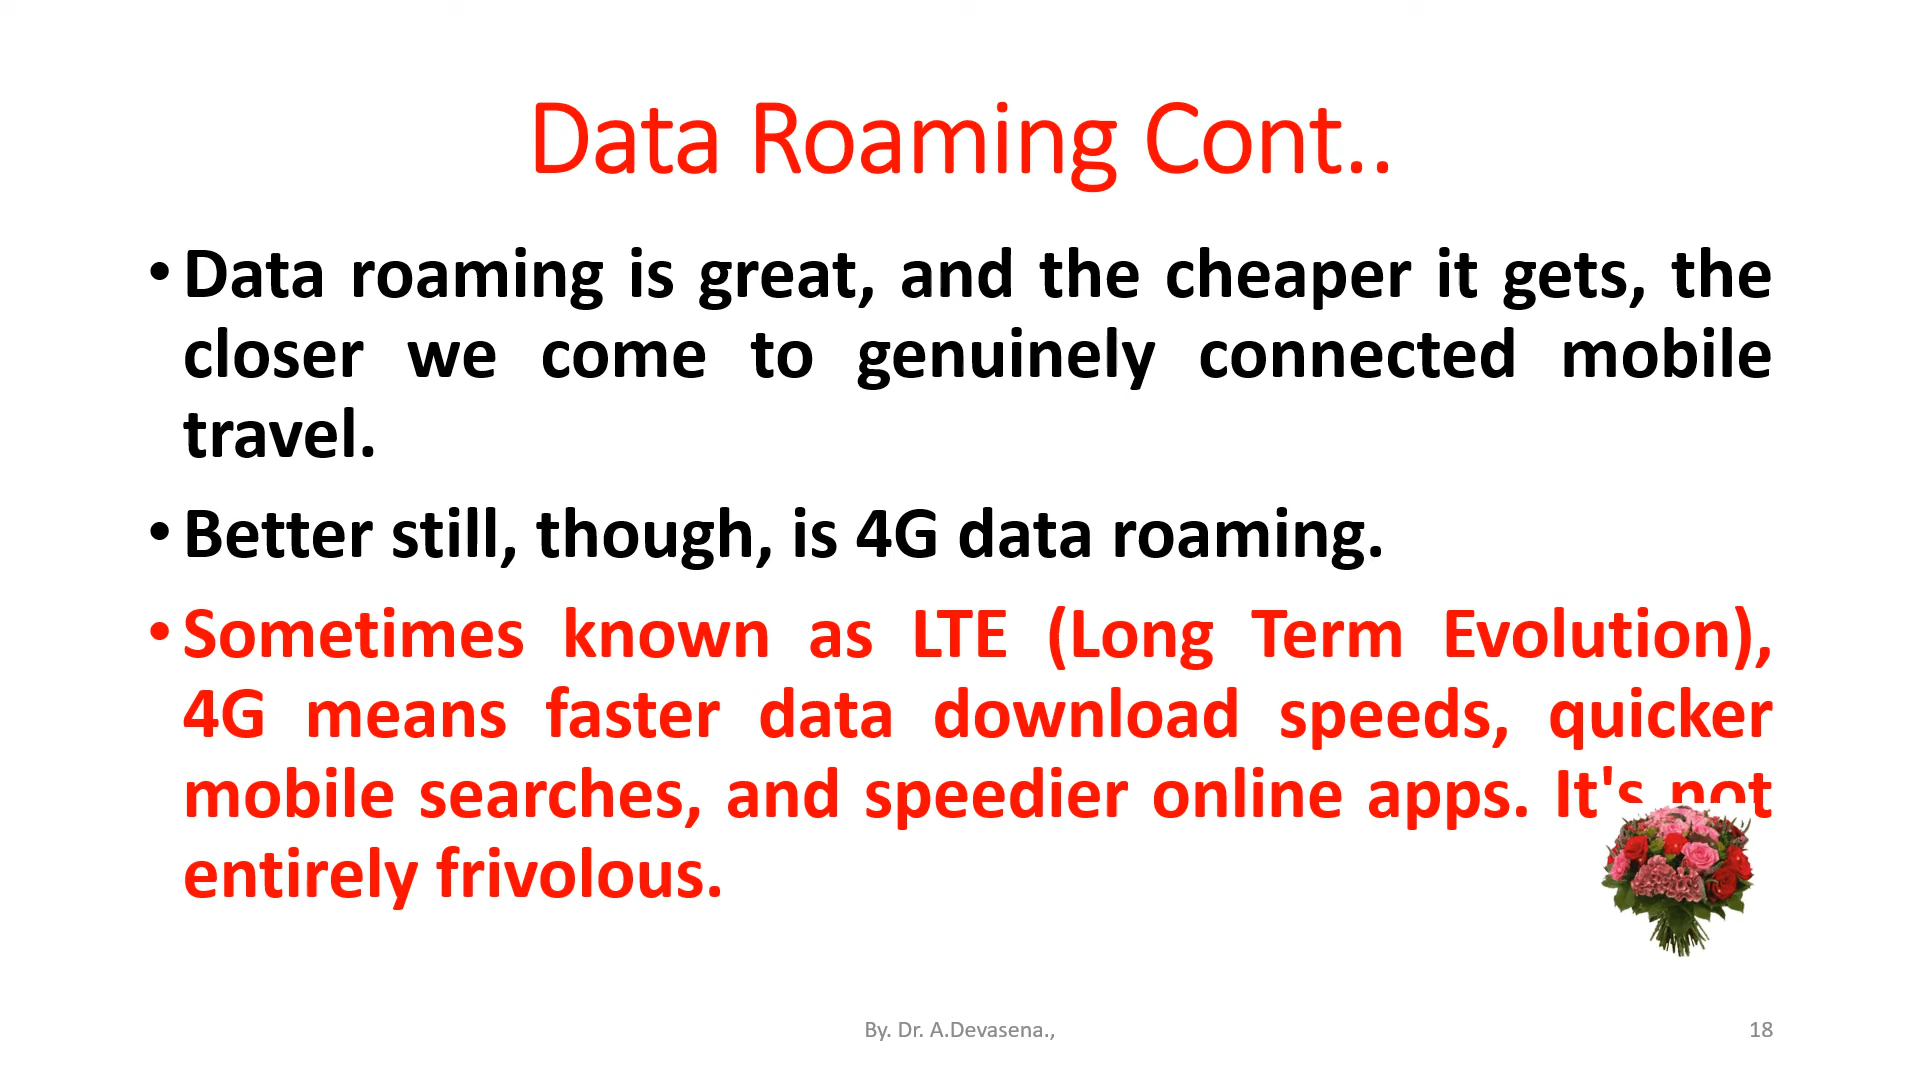 Data Roaming Cont..
• Data roaming is great, and the cheaper it gets, the
closer we come to genuinely connected mobile
travel.
• Better still, though, is 4G data roaming.
• Sometimes known as LTE (Long Term Evolution),
4G means faster data download speeds, quicker
mobile searches, and speedier online apps. It's not
entirely frivolous.
By. Dr. A.Devasena.,
18